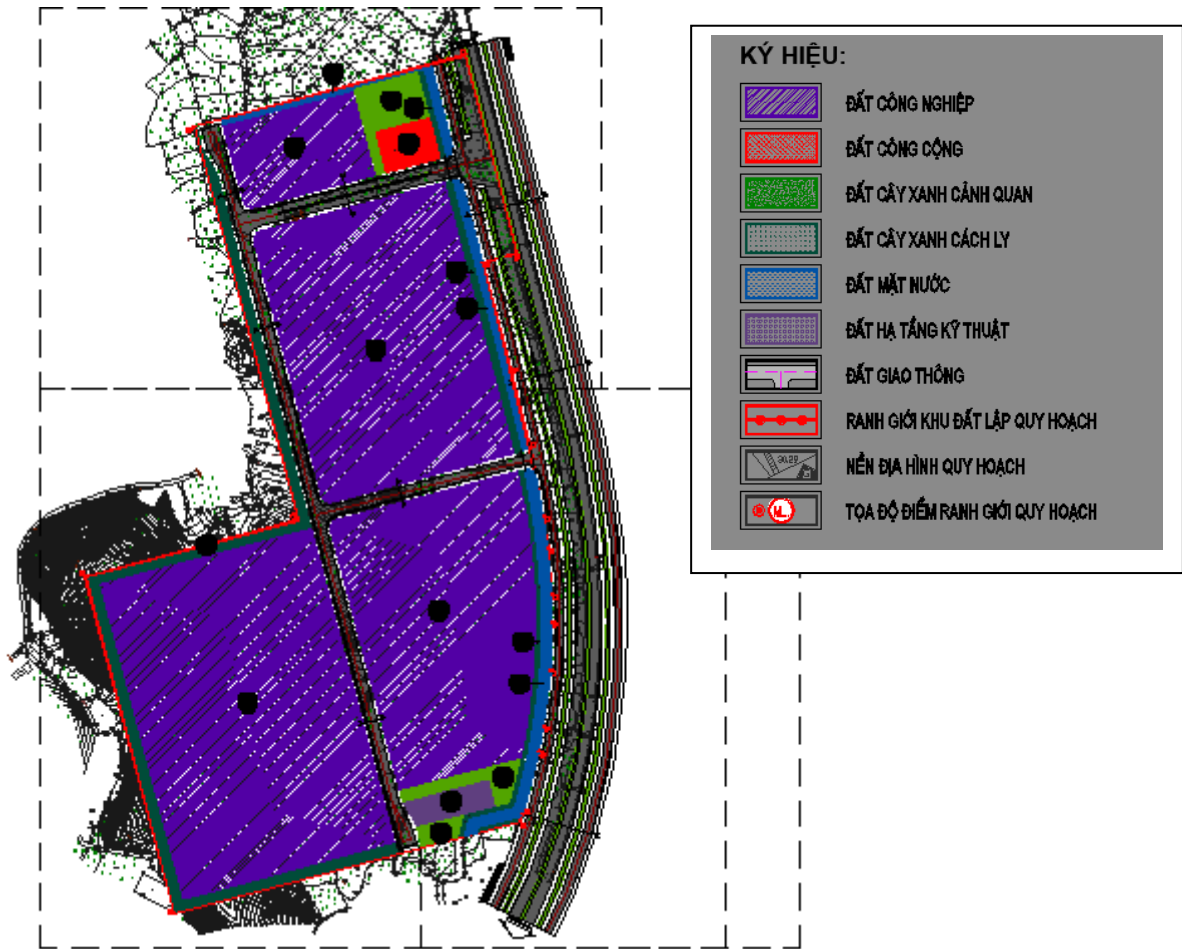 KÝ HIỆU:
ĐẤT CÔNG NGHIỆP
ĐẤT CÔNG CỘNG
ĐẤT CÂY XANH CẢNH QUAN
ĐẤT CÂY XANH CÁCH LY
ĐẤT MẶT NƯỚC
ĐẤT HẠ TẦNG KỸ THUẬT
ĐẤT GIAO THÔNG
RANH GIỚI KHU ĐẤT LẬP QUY HOẠCH
30.29 NỀN ĐỊA HÌNH QUY HOẠCH
TỌA ĐỘ ĐIỂM RANH GIỚI QUY HOẠCH